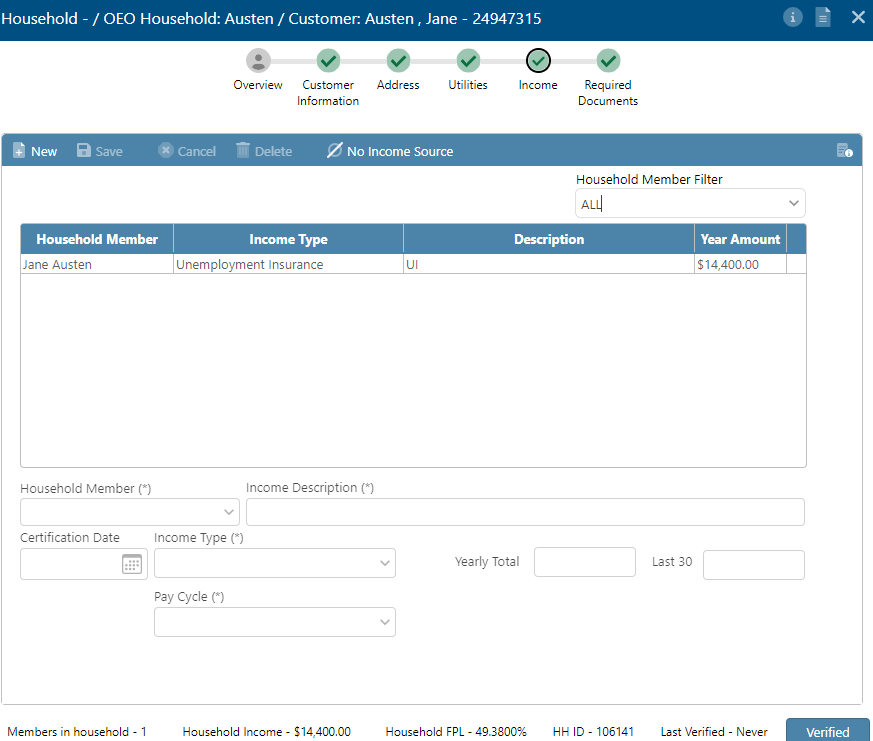 Household - / OEO Household: Austen / Customer: Austen , Jane - 24947315
Overview
Customer
Information
Address
Utilities
Income
Required
Documents
New Save Cancel Delete No Income Source
Household Member Filter
ALL
Household Member Income Type Description Year Amount
Jane Austen Unemployment Insurance UI $14,400.00
Household Member (*) Income Description (*)
Certification Date Income Type (*)
Yearly Total Last 30
Pay Cycle (*)
Members in household - 1 Household Income - $14,400.00 Household FPL - 49.3800% HH ID - 106141 Last Verified - Never Verified